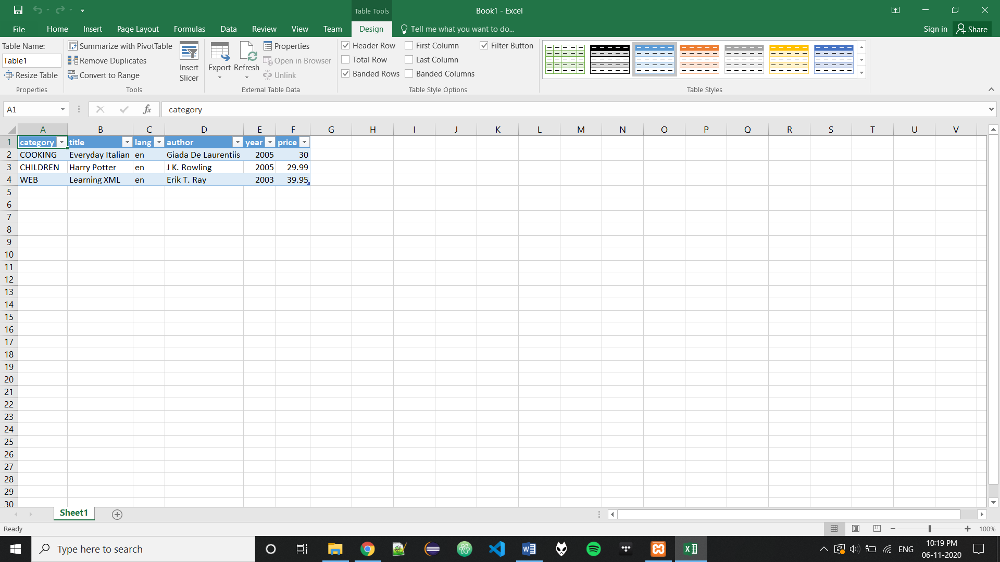 Table Tools
Book1 - Excel
File Home Insert Page Layout Formulas Data Review View Team Design Tell me what you want to do... Sign in Share
Table Name:
Table1
Resize Table
Properties
Summarize with PivotTable
Remove Duplicates
Convert to Range
Insert
Slicer
Tools
Export
Refresh
Properties
Open in Browser
Unlink
External Table Data
Header Row
First Column
Filter Button
Total Row
Last Column
Banded Rows
Banded Columns
Table Style Options
Table Styles
A1 fx category
A B C D E F G H I J K L M N O P Q R S T U V
1 category title lang author year price
2 COOKING Everyday Italian en Giada De Laurentiis 2005 30
3 CHILDREN Harry Potter en J K. Rowling 2005 29.99
4 WEB Learning XML en Erik T. Ray 2003 39.95
5
6
7
8
9
10
11
12
13
14
15
16
17
18
19
20
21
22
23
24
25
26
27
28
29
30
Sheet1
Ready
100%
Type here to search
ENG
10:19 PM
06-11-2020